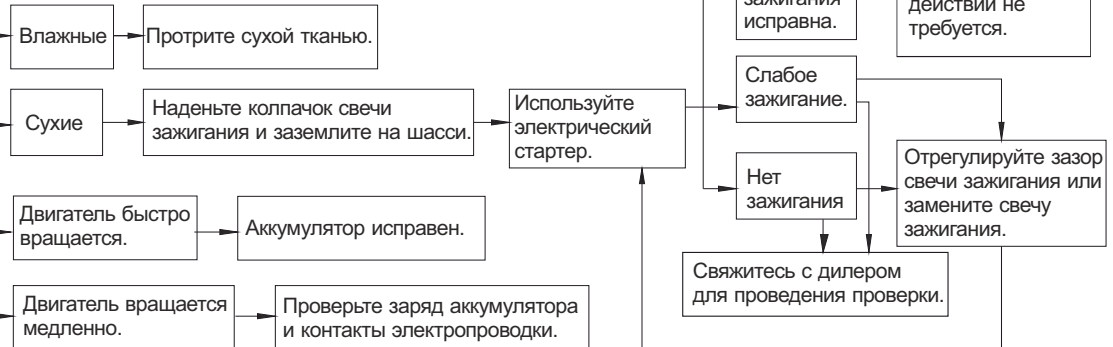 зажигания
исправна.
действий не
требуется.
Влажные
Протрите сухой тканью.
Слабое
зажигание.
Сухие
Наденьте колпачок свечи
зажигания и заземлите на шасси.
Используйте
электрический
стартер.
Нет
зажигания
Отрегулируйте зазор
свечи зажигания или
замените свечу
зажигания.
Двигатель быстро
вращается.
Аккумулятор исправен.
Свяжитесь с дилером
для проведения проверки.
Двигатель вращается
медленно.
Проверьте заряд аккумулятора
и контакты электропроводки.